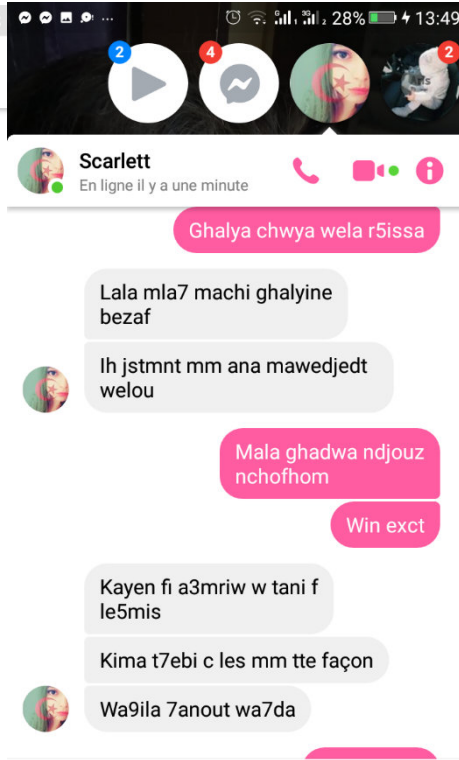 28% 13:49
2
4
2
Scarlett
En ligne il y a une minute
Ghalya chwya wela r5issa
Lala mla7 machi ghalyine
bezaf
Ih jstmnt mm ana mawedjedt
welou
Mala ghadwa ndjouz
nchofhom
Win exct
Kayen fi a3mriw w tani f
le5mis
Kima t7ebi c les mm tte façon
Wa9ila 7anout wa7da